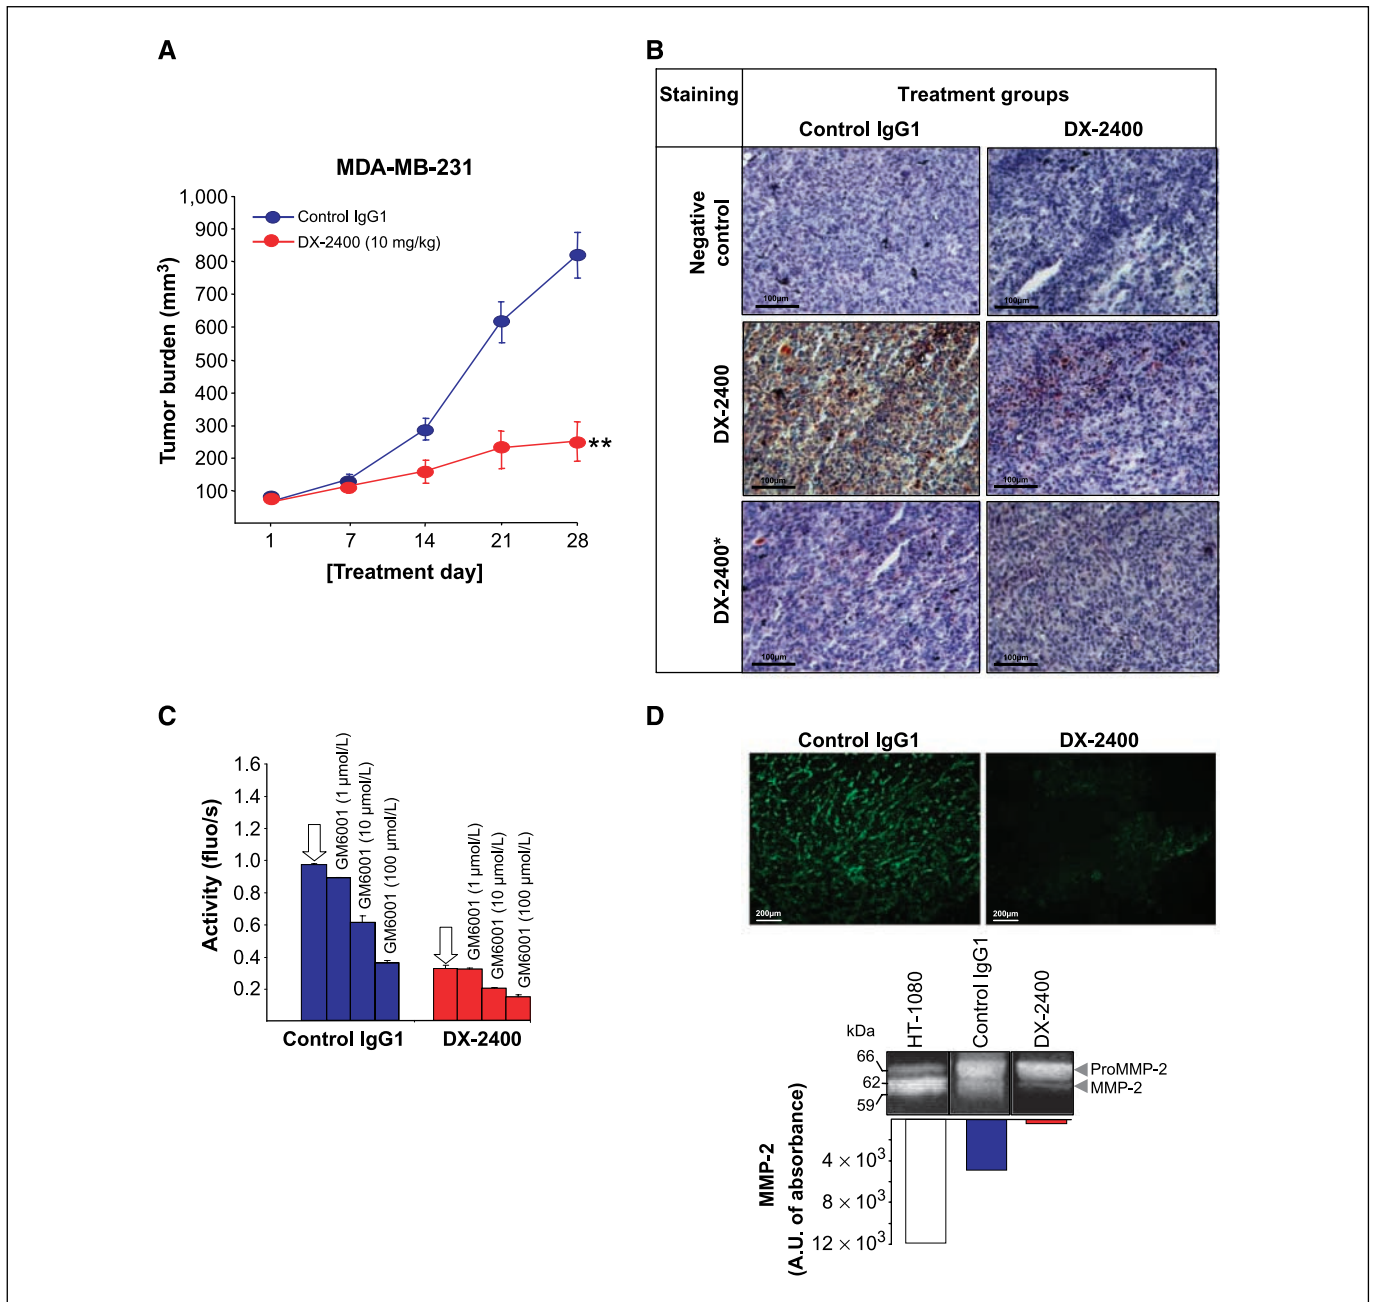 A
MDA-MB-231
Tumor burden (mm³)
1,000
900
800
700
600
500
400
300
200
100
Control IgG1
DX-2400 (10 mg/kg)
**
1 7 14 21 28
[Treatment day]
B
Staining
Treatment groups
Control IgG1 DX-2400
Negative control
100µm 100µm
DX-2400
100µm 100µm
DX-2400*
100µm 100µm
C
Activity (fluo/s)
1.6
1.4
1.2
1.0
0.8
0.6
0.4
0.2
GM6001 (1 µmol/L)
GM6001 (10 µmol/L)
GM6001 (100 µmol/L)
GM6001 (1 µmol/L)
GM6001 (10 µmol/L)
GM6001 (100 µmol/L)
Control IgG1 DX-2400
D
Control IgG1 DX-2400
200µm 200µm
HT-1080
Control IgG1
DX-2400
kDa
66
62
59
ProMMP-2
MMP-2
MMP-2
(A.U. of absorbance)
4 × 10³
8 × 10³
12 × 10³